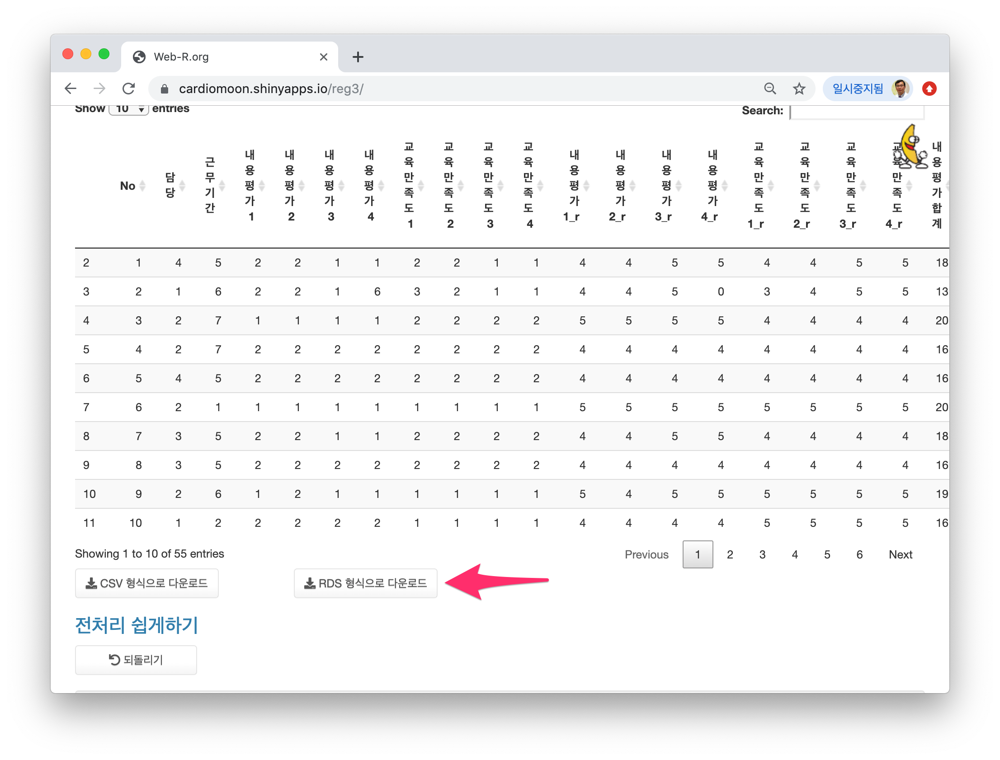 Web-R.org
cardiomoon.shinyapps.io/reg3/
일시중지됨
Show 10 entries
Search:
No 담당 근무기간 내용평가1 내용평가2 내용평가3 내용평가4 교육만족도1 교육만족도2 교육만족도3 교육만족도4 내용평가1_r 내용평가2_r 내용평가3_r 내용평가4_r 교육만족도1_r 교육만족도2_r 교육만족도3_r 교육만족도4_r 내용평가합계
2 1 4 5 2 2 1 1 2 2 1 1 4 4 5 5 4 4 5 5 18
3 2 1 6 2 2 1 6 3 2 1 1 4 4 5 0 3 4 5 5 13
4 3 2 7 1 1 1 1 2 2 2 2 5 5 5 5 4 4 4 4 20
5 4 2 7 2 2 2 2 2 2 2 2 4 4 4 4 4 4 4 4 16
6 5 4 5 2 2 2 2 2 2 2 2 4 4 4 4 4 4 4 4 16
7 6 2 1 1 1 1 1 1 1 1 1 5 5 5 5 5 5 5 5 20
8 7 3 5 2 2 1 1 2 2 2 2 4 4 5 5 4 4 4 4 18
9 8 3 5 2 2 2 2 2 2 2 2 4 4 4 4 4 4 4 4 16
10 9 2 6 1 2 1 1 1 1 1 1 5 4 5 5 5 5 5 5 19
11 10 1 2 2 2 2 2 1 1 1 1 4 4 4 4 5 5 5 5 16
Showing 1 to 10 of 55 entries
Previous 1 2 3 4 5 6 Next
CSV 형식으로 다운로드
RDS 형식으로 다운로드
전처리 쉽게하기
되돌리기